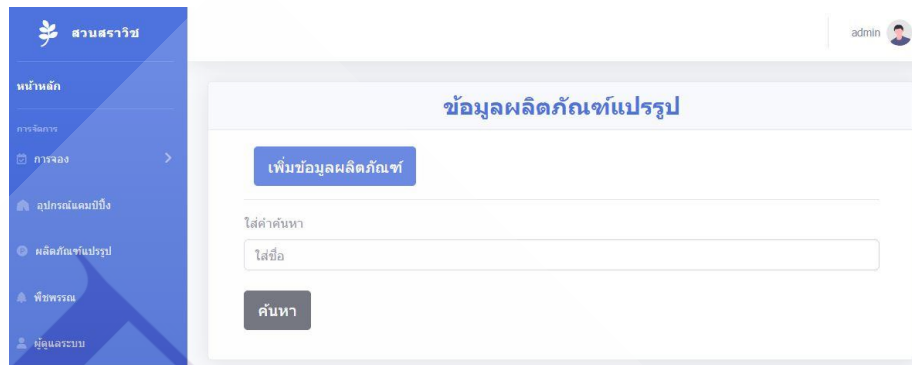 สวนสราวิช
admin
หน้าหลัก
ข้อมูลผลิตภัณฑ์แปรรูป
การจัดการ
การจอง
เพิ่มข้อมูลผลิตภัณฑ์
อุปกรณ์แคมป์ปิ้ง
ใส่คำค้นหา
ผลิตภัณฑ์แปรรูป
ใส่ชื่อ
พืชพรรณ
ค้นหา
ผู้ดูแลระบบ